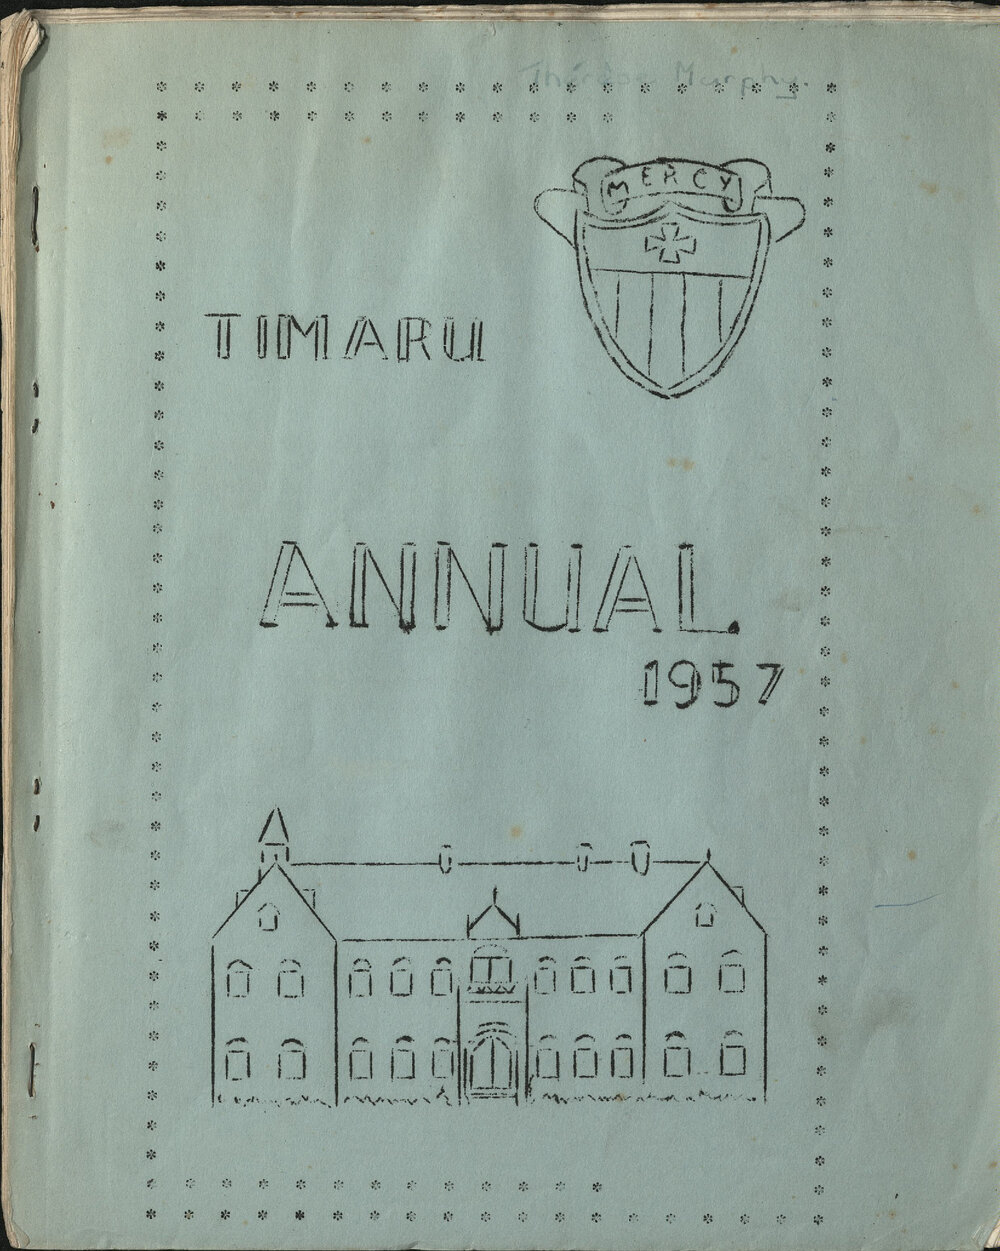 Thérèse Murphy.
MERCY
TIMARU
ANNUAL.
1957